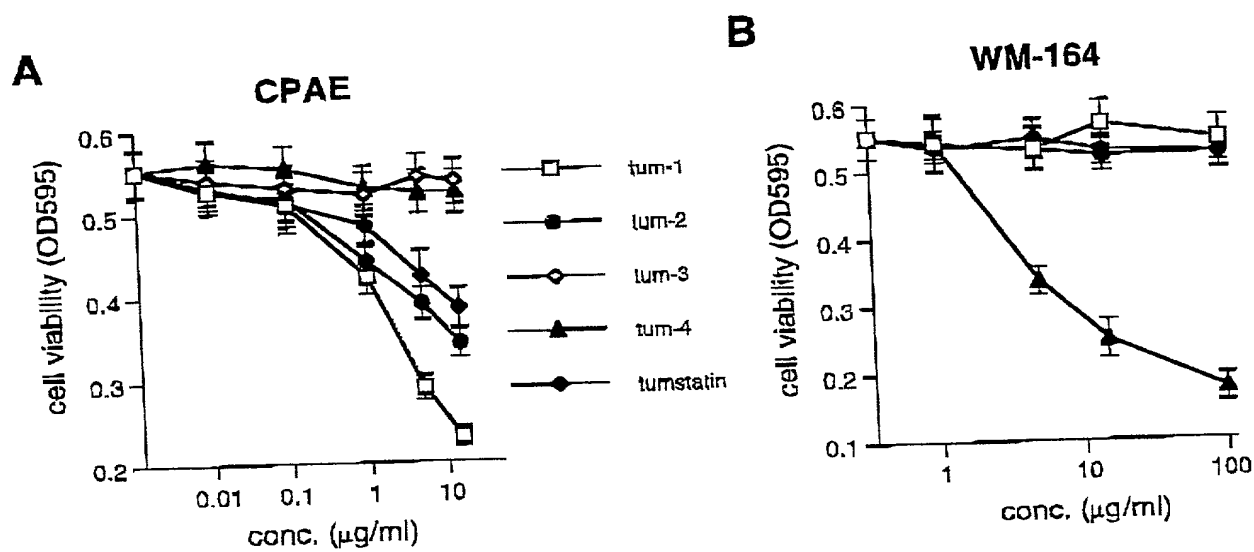 A
CPAE
0.6
0.5
0.4
0.3
0.2
cell viability (OD595)
0.01 0.1 1 10
conc. (μg/ml)
tum-1
tum-2
tum-3
tum-4
tumstatin
B
WM-164
0.6
0.5
0.4
0.3
0.2
0.1
cell viability (OD595)
1 10 100
conc. (μg/ml)